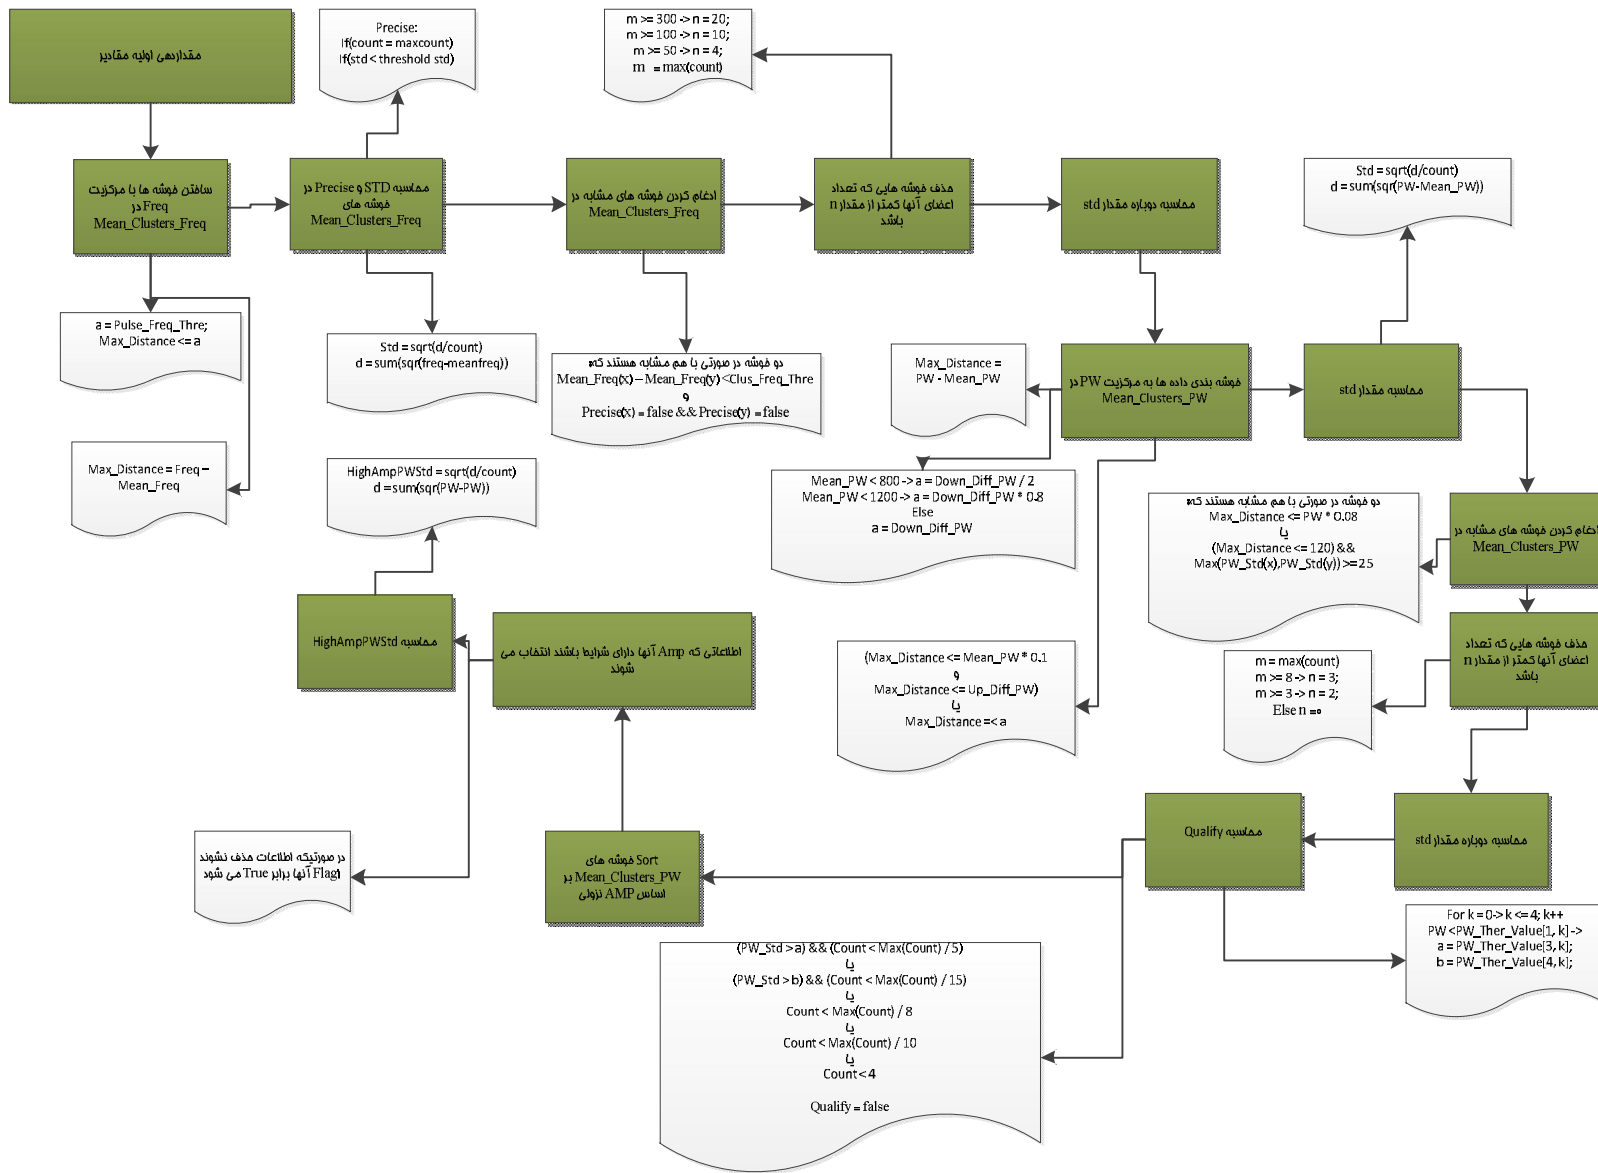 مقداردهی اولیه مقادیر
Precise:
If(count = maxcount)
If(std < threshold std)
m >= 300 -> n = 20;
m >= 100 -> n = 10;
m >= 50 -> n = 4;
m = max(count)
ساختن خوشه ها با مرکزیت
Freq در
Mean_Clusters_Freq
محاسبه STD و Precise در
خوشه های
Mean_Clusters_Freq
ادغام کردن خوشه های مشابه در
Mean_Clusters_Freq
حذف خوشه هایی که تعداد
اعضای آنها کمتر از مقدار n
باشد
محاسبه دوباره مقدار std
Std = sqrt(d/count)
d = sum(sqr(PW-Mean_PW))
a = Pulse_Freq_Thre;
Max_Distance <= a
Std = sqrt(d/count)
d = sum(sqr(freq-meanfreq))
دو خوشه در صورتی با هم مشابه هستند که:
Mean_Freq(x) – Mean_Freq(y) <Clus_Freq_Thre
و
Precise(x) = false && Precise(y) = false
Max_Distance =
PW - Mean_PW
خوشه بندی داده ها به مرکزیت PW در
Mean_Clusters_PW
محاسبه مقدار std
Max_Distance = Freq –
Mean_Freq
HighAmpPWStd = sqrt(d/count)
d = sum(sqr(PW-PW))
Mean_PW < 800 -> a = Down_Diff_PW / 2
Mean_PW < 1200 -> a = Down_Diff_PW * 0.8
Else
a = Down_Diff_PW
دو خوشه در صورتی با هم مشابه هستند که:
Max_Distance <= PW * 0.08
یا
(Max_Distance <= 120) &&
Max(PW_Std(x),PW_Std(y)) >=25
ادغام کردن خوشه های مشابه در
Mean_Clusters_PW
محاسبه HighAmpPWStd
اطلاعاتی که Amp آنها دارای شرایط باشند انتخاب می
شوند
(Max_Distance <= Mean_PW * 0.1
و
Max_Distance <= Up_Diff_PW)
یا
Max_Distance =< a
m = max(count)
m >= 8 -> n = 3;
m >= 3 -> n = 2;
Else n =0
حذف خوشه هایی که تعداد
اعضای آنها کمتر از مقدار n
باشد
در صورتیکه اطلاعات حذف نشوند
Flag1 آنها برابر True می شود
Sort خوشه های
Mean_Clusters_PW بر
اساس AMP نزولی
محاسبه Qualify
محاسبه دوباره مقدار std
For k = 0-> k <= 4; k++
PW <PW_Ther_Value[1, k] ->
a = PW_Ther_Value[3, k];
b = PW_Ther_Value[4, k];
(PW_Std > a) && (Count < Max(Count) / 5)
یا
(PW_Std > b) && (Count < Max(Count) / 15)
یا
Count < Max(Count) / 8
یا
Count < Max(Count) / 10
یا
Count < 4
Qualify = false